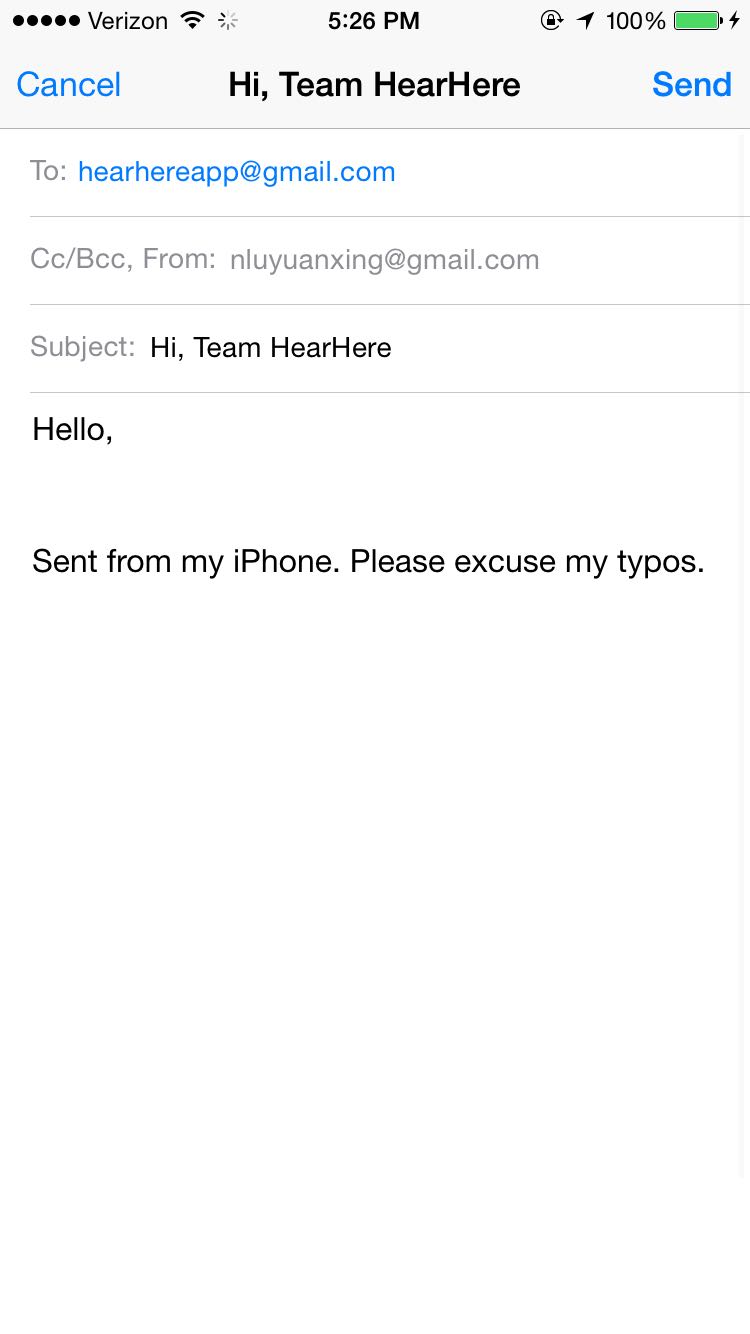 Verizon 5:26 PM 100%
Cancel Hi, Team HearHere Send
To: hearhereapp@gmail.com
Cc/Bcc, From: nluyuanxing@gmail.com
Subject: Hi, Team HearHere
Hello,
Sent from my iPhone. Please excuse my typos.